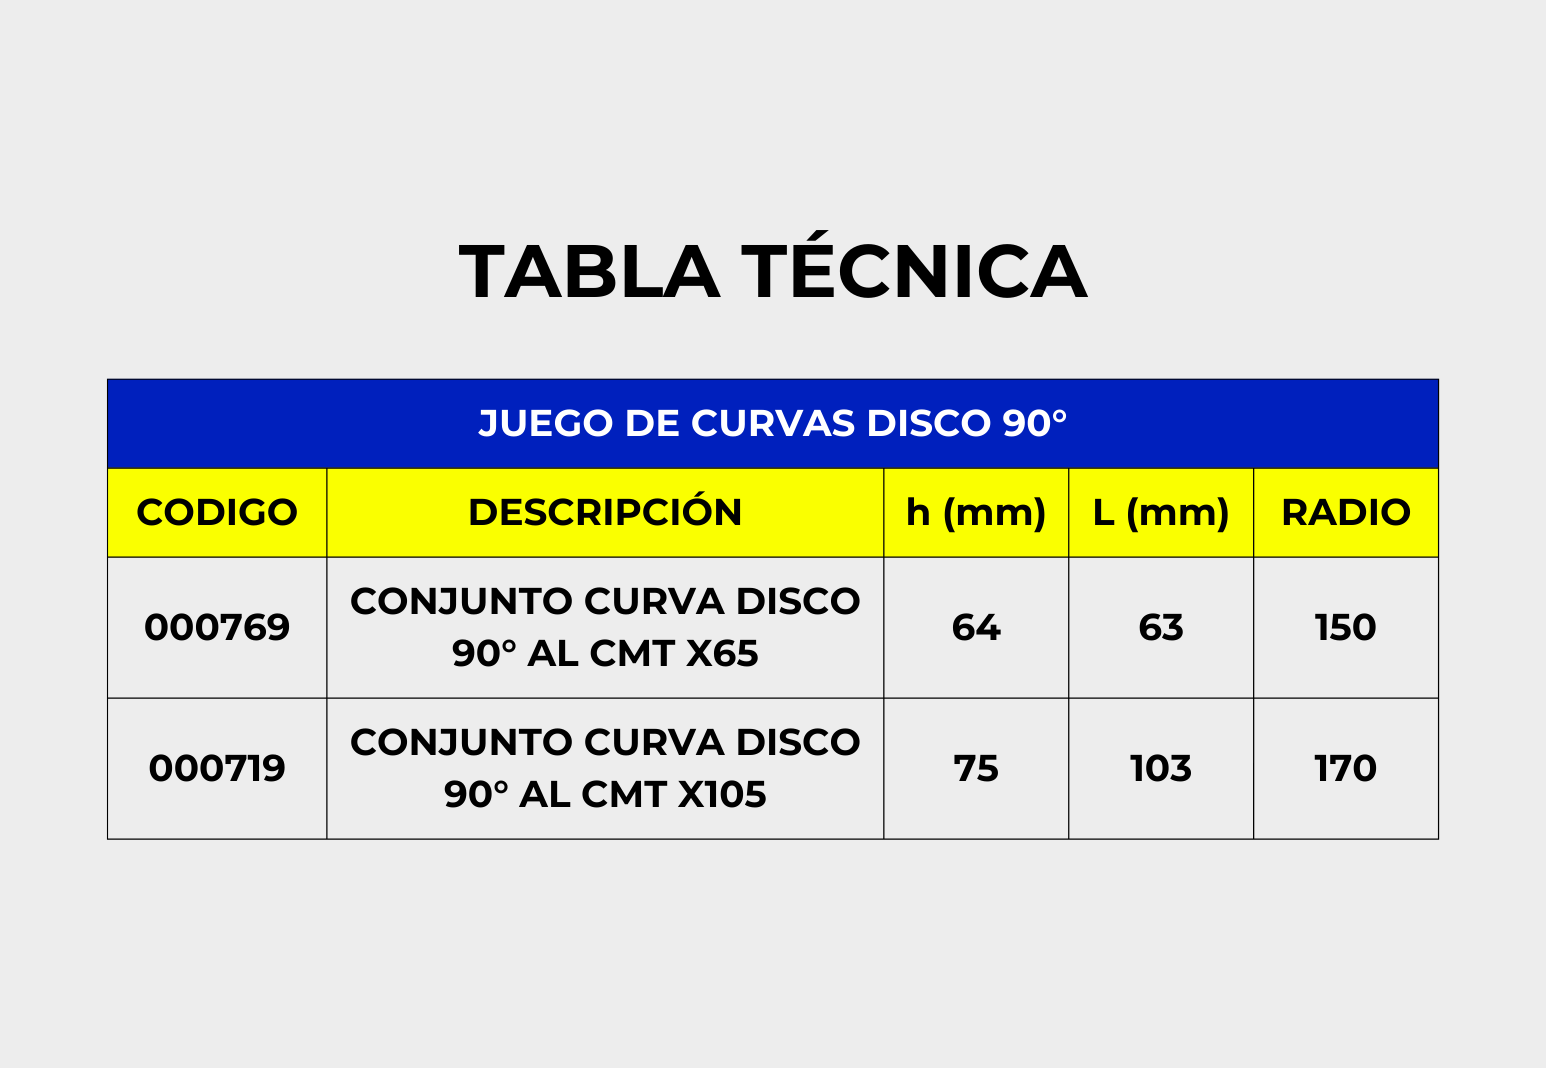 TABLA TÉCNICA
JUEGO DE CURVAS DISCO 90°
CODIGO DESCRIPCIÓN h (mm) L (mm) RADIO
CONJUNTO CURVA DISCO
000769 90° AL CMT X65 64 63 150
CONJUNTO CURVA DISCO
000719 90° AL CMT X105 75 103 170